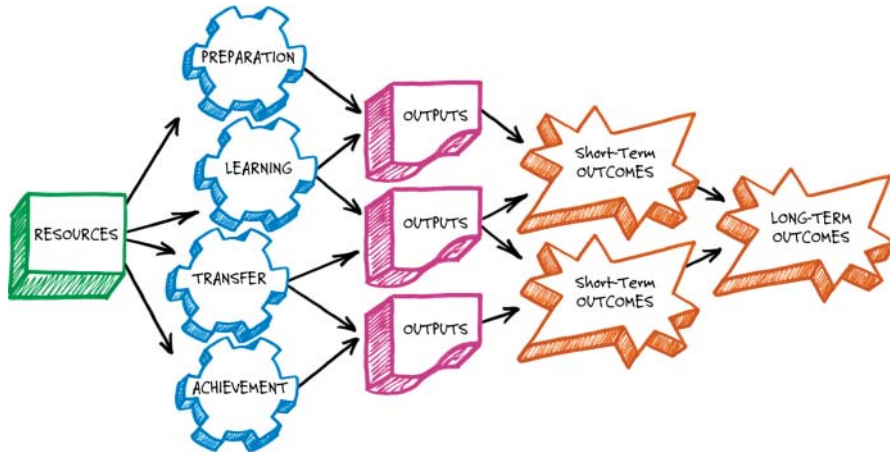 RESOURCES
PREPARATION
LEARNING
TRANSFER
ACHIEVEMENT
OUTPUTS
OUTPUTS
OUTPUTS
Short-Term
OUTCOMES
Short-Term
OUTCOMES
LONG-TERM
OUTCOMES